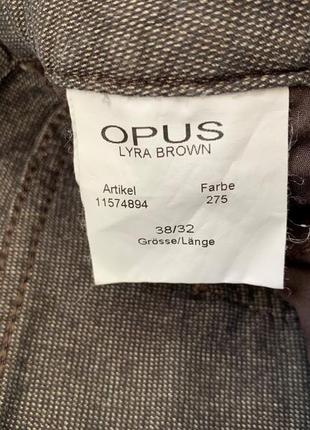 OPUS
LYRA BROWN
Artikel Farbe
11574894 275
38/32
Grösse/Länge